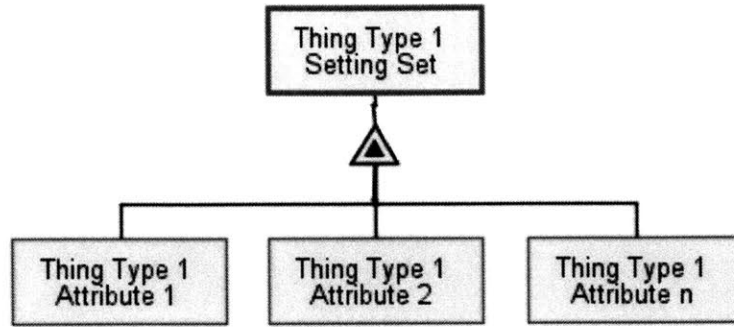 Thing Type 1
Setting Set
Thing Type 1
Attribute 1
Thing Type 1
Attribute 2
Thing Type 1
Attribute n